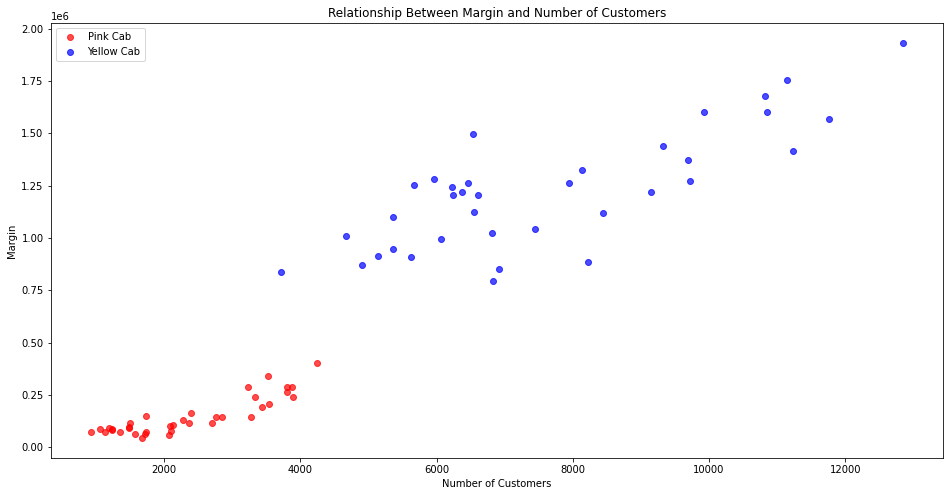 Relationship Between Margin and Number of Customers
1e6
Pink Cab
Yellow Cab
2.00
1.75
1.50
1.25
1.00
0.75
0.50
0.25
0.00
Margin
2000 4000 6000 8000 10000 12000
Number of Customers